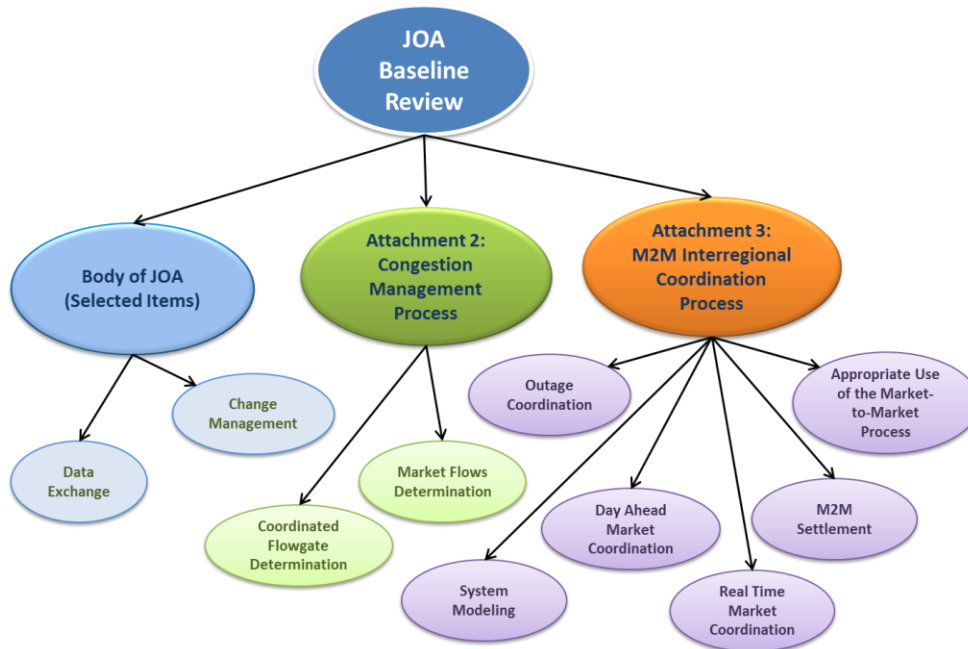 JOA
Baseline
Review
Body of JOA
(Selected Items)
Attachment 2:
Congestion
Management
Process
Attachment 3:
M2M Interregional
Coordination
Process
Data
Exchange
Change
Management
Coordinated
Flowgate
Determination
Market Flows
Determination
Outage
Coordination
System
Modeling
Day Ahead
Market
Coordination
Real Time
Market
Coordination
M2M
Settlement
Appropriate Use
of the Market-
to-Market
Process